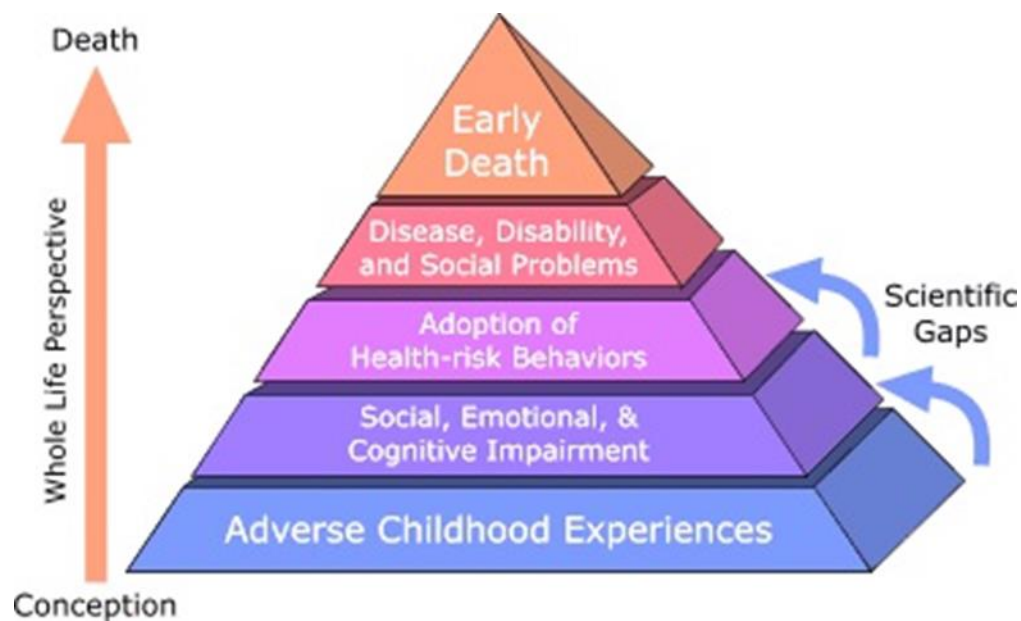 Death
Whole Life Perspective
Conception
Early
Death
Disease, Disability,
and Social Problems
Adoption of
Health-risk Behaviors
Social, Emotional, &
Cognitive Impairment
Adverse Childhood Experiences
Scientific
Gaps